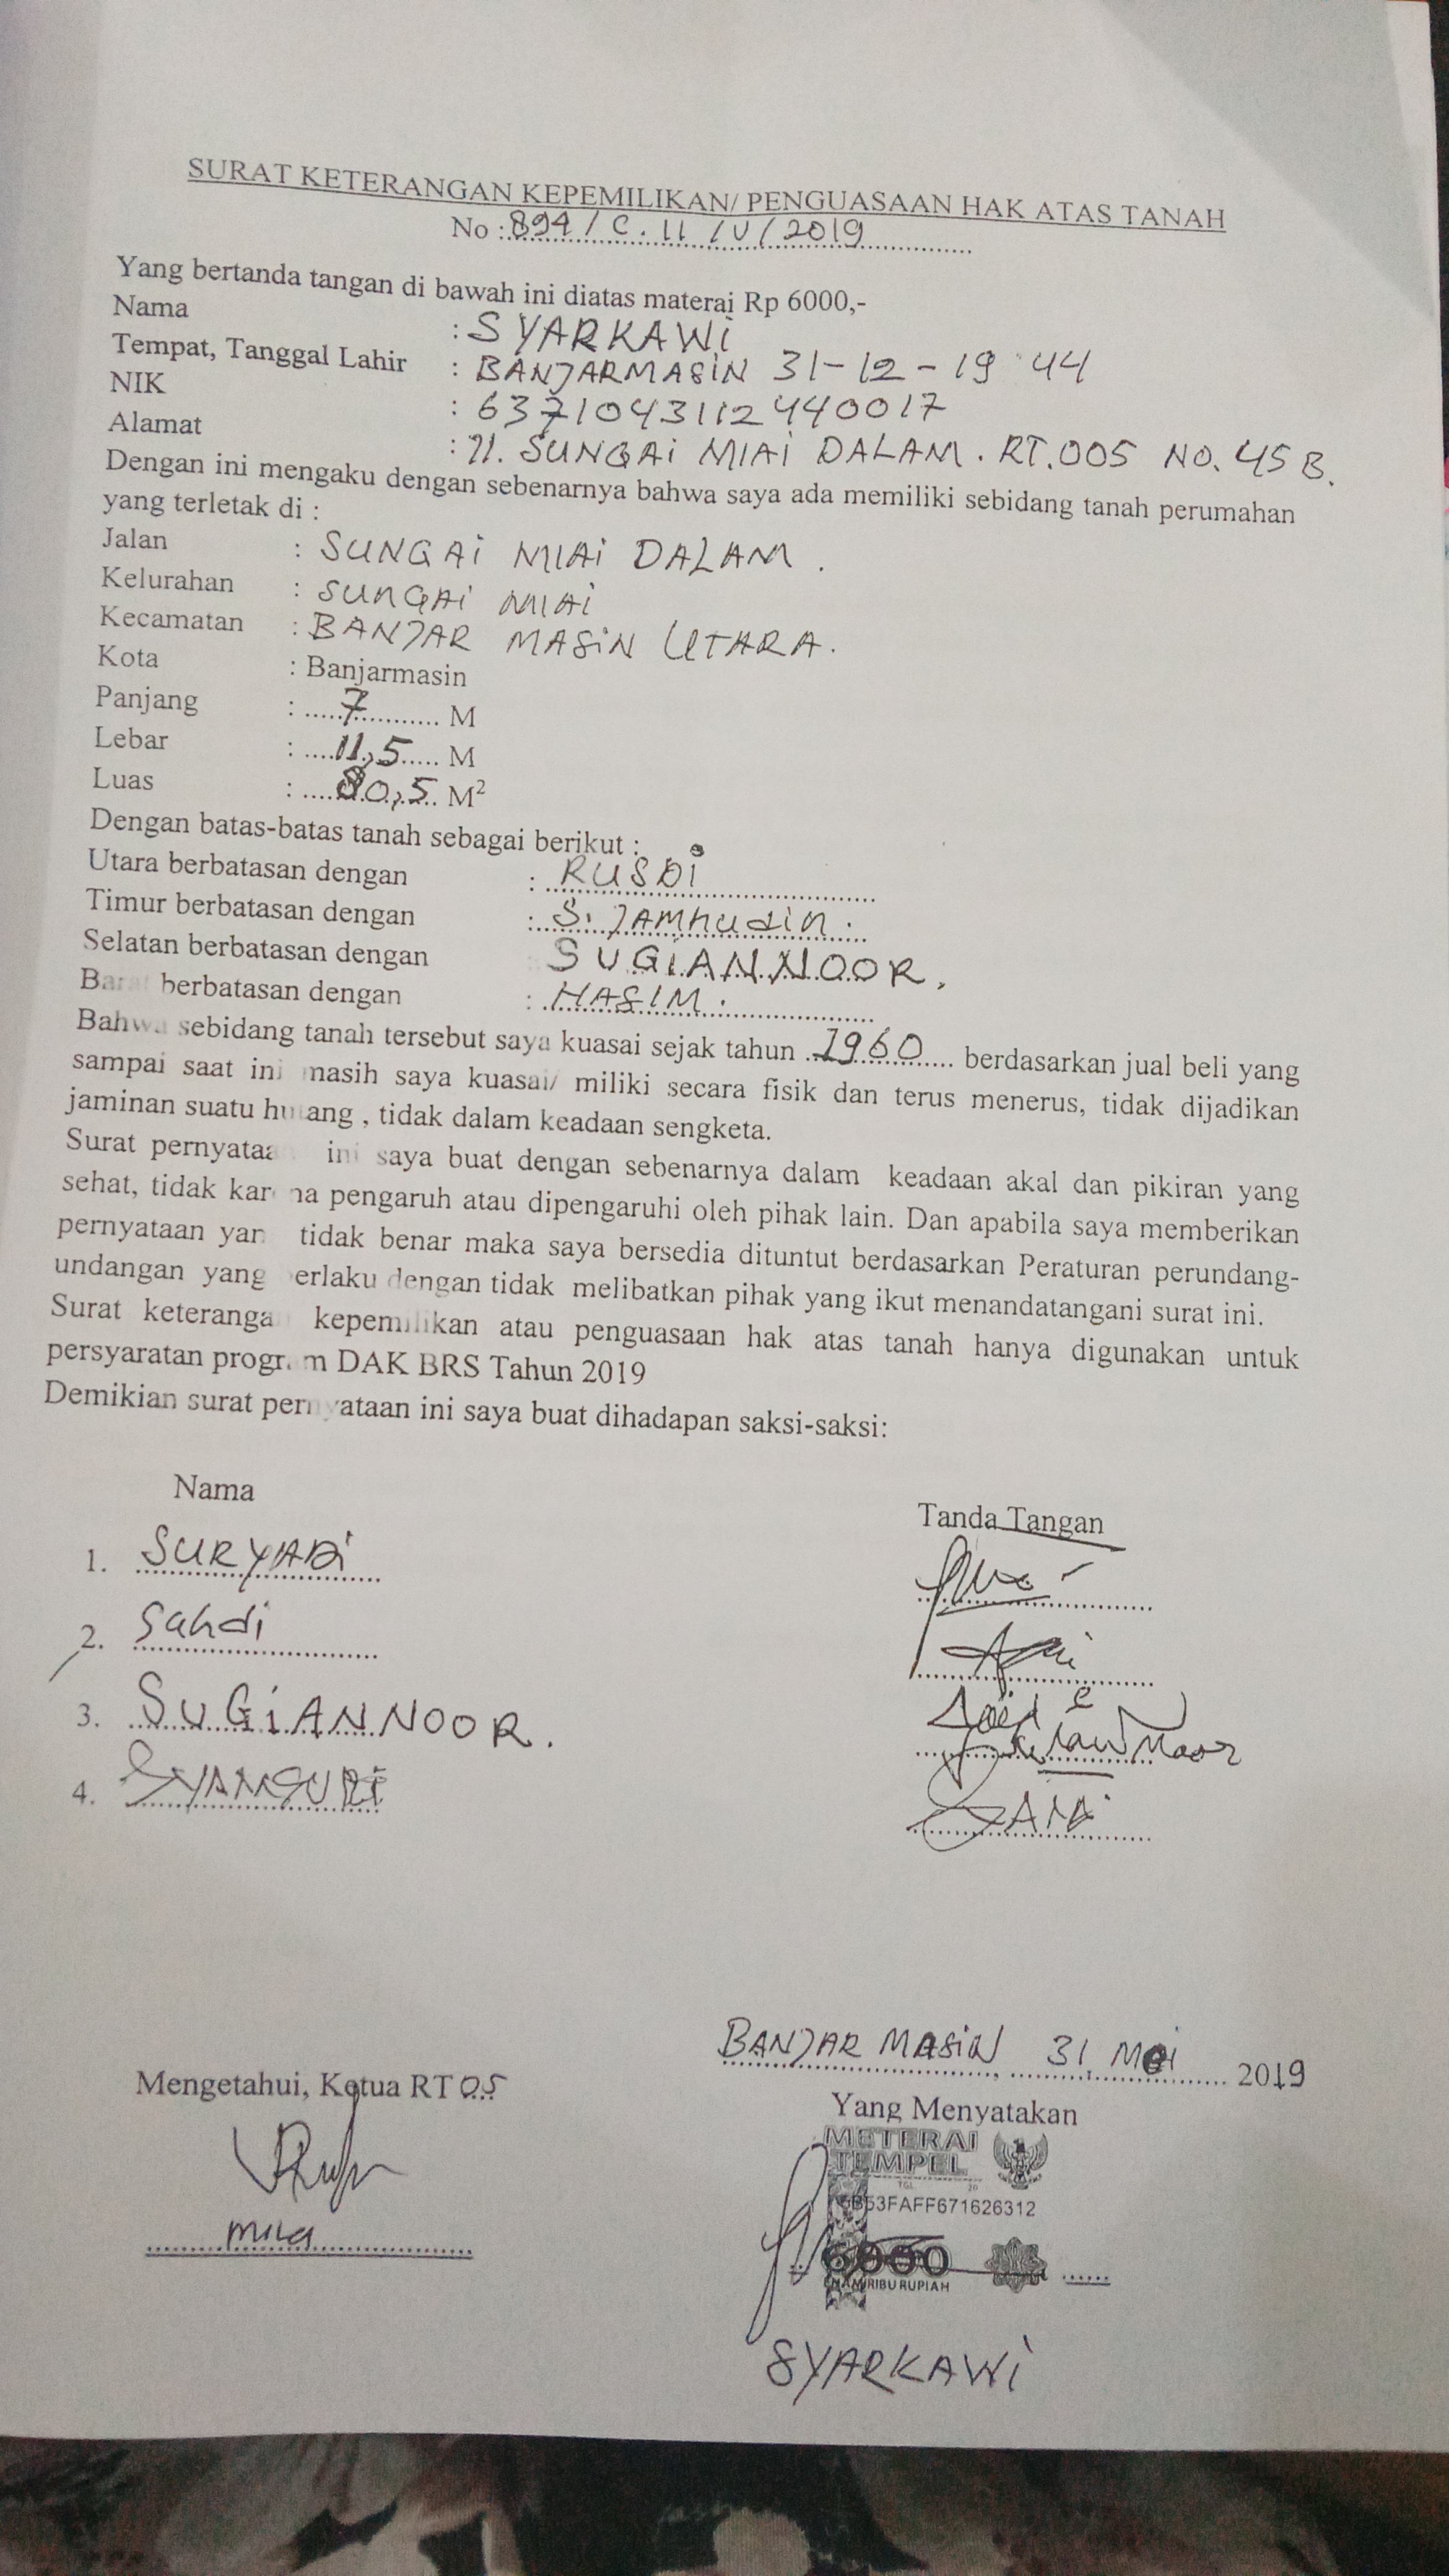 SURAT KETERANGAN KEPEMILIKAN/ PENGUASAAN HAK ATAS TANAH
No : 894 / C . II / V / 2019
Yang bertanda tangan di bawah ini diatas materai Rp 6000,-
Nama : SYARKAWI
Tempat, Tanggal Lahir : BANJARMASIN 31-12-1944
NIK : 6371043112440017
Alamat : Jl. SUNGAI MIAI DALAM. RT.005 NO. 45 B.
Dengan ini mengaku dengan sebenarnya bahwa saya ada memiliki sebidang tanah perumahan
yang terletak di :
Jalan : SUNGAI MIAI DALAM .
Kelurahan : SUNGAI MIAI
Kecamatan : BANJAR MASIN UTARA.
Kota : Banjarmasin
Panjang : 7 M
Lebar : 11,5 M
Luas : 80,5 M²
Dengan batas-batas tanah sebagai berikut :
Utara berbatasan dengan : RUSDI
Timur berbatasan dengan : S. JAMHUDIN .
Selatan berbatasan dengan SUGIANNOOR.
Barat berbatasan dengan : HASIM .
Bahwa sebidang tanah tersebut saya kuasai sejak tahun 1960 berdasarkan jual beli yang
sampai saat ini masih saya kuasai/ miliki secara fisik dan terus menerus, tidak dijadikan
jaminan suatu hutang , tidak dalam keadaan sengketa.
Surat pernyataan ini saya buat dengan sebenarnya dalam keadaan akal dan pikiran yang
sehat, tidak karena pengaruh atau dipengaruhi oleh pihak lain. Dan apabila saya memberikan
pernyataan yang tidak benar maka saya bersedia dituntut berdasarkan Peraturan perundang-
undangan yang berlaku dengan tidak melibatkan pihak yang ikut menandatangani surat ini.
Surat keterangan kepemilikan atau penguasaan hak atas tanah hanya digunakan untuk
persyaratan program DAK BRS Tahun 2019
Demikian surat pernyataan ini saya buat dihadapan saksi-saksi:
Nama Tanda Tangan
1. SURYADI
2. Sahdi
3. SUGIANNOOR.
4. SYAMSURI
BANJAR MASIN, 31 MEI 2019
Mengetahui, Ketua RT 05
Yang Menyatakan
METERAI
TEMPEL
TGL 20
B53FAFF671626312
6000
ENAM RIBU RUPIAH
SYARKAWI